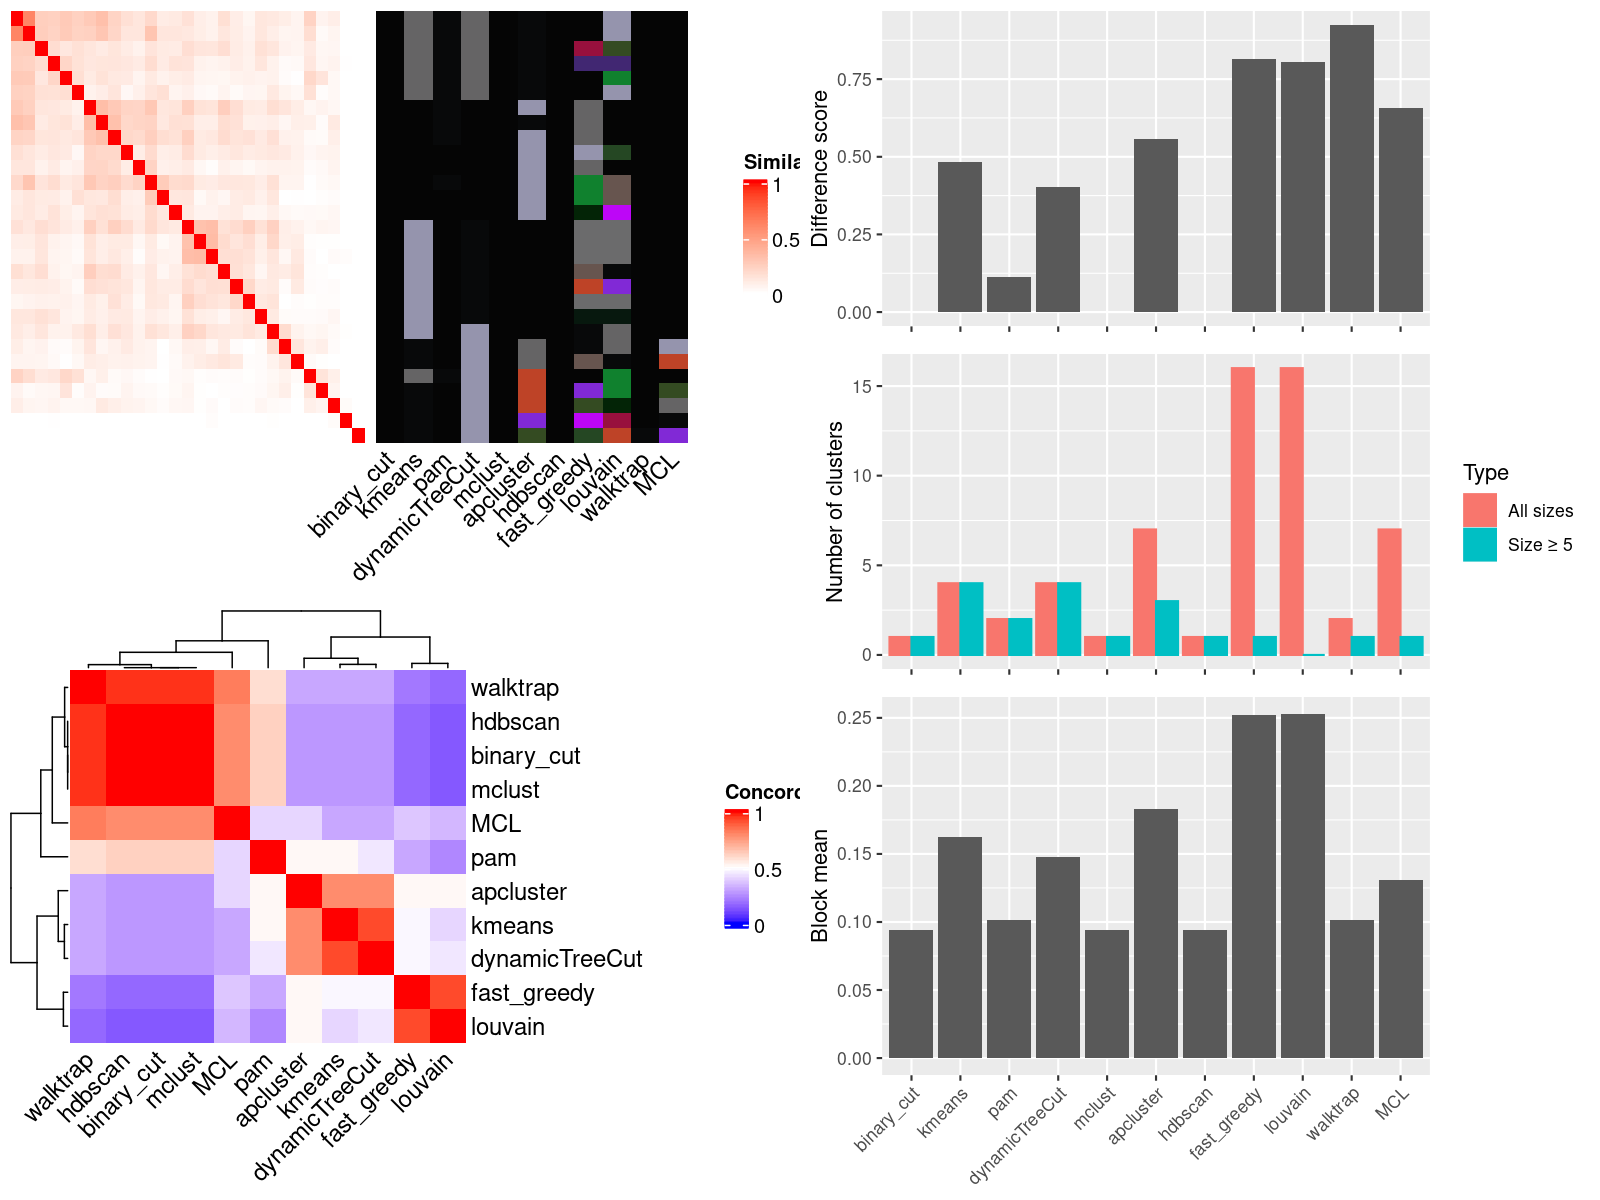 Simila
1
0.5
0
binary_cut
kmeans
pam
dynamicTreeCut
mclust
apcluster
hdbscan
fast_greedy
louvain
walktrap
MCL
walktrap
hdbscan
binary_cut
mclust
MCL
pam
apcluster
kmeans
dynamicTreeCut
fast_greedy
louvain
walktrap
hdbscan
binary_cut
mclust
MCL
pam
apcluster
kmeans
dynamicTreeCut
fast_greedy
louvain
Concord
1
0.5
0
Difference score
0.75
0.50
0.25
0.00
Number of clusters
15
10
5
0
Type
All sizes
Size ≥ 5
Block mean
0.25
0.20
0.15
0.10
0.05
0.00
binary_cut
kmeans
pam
dynamicTreeCut
mclust
apcluster
hdbscan
fast_greedy
louvain
walktrap
MCL